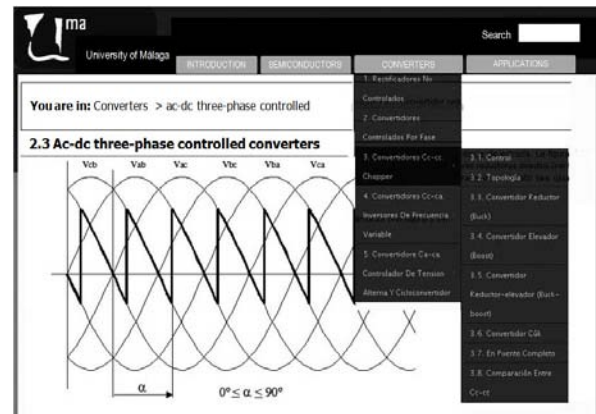 ma
Search
University of Málaga
INTRODUCTION
SEMICONDUCTORS
CONVERTERS
APPLICATIONS
You are in: Converters > ac-dc three-phase controlled
1. Rectificadores No
Controlados
2. Convertidores
Controlados Por Fase
3. Convertidores Cc-cc.
Chopper
4. Convertidores Cc-ca.
Inversores De Frecuencia
Variable
5. Convertidore Ca-ca.
Controlador De Tension
Alterna Y Cicloconvertidor
3.1. Control
3.2. Topología
3.3. Convertidor Reductor
(Buck)
3.4. Convertidor Elevador
(Boost)
3.5. Convertidor
Reductor-elevador (Buck-
boost)
3.6. Convertidor Cûk
3.7. En Puente Completo
3.8. Comparación Entre
Cc-cc
2.3 Ac-dc three-phase controlled converters
Vcb Vab Vac Vbc Vba Vca
α 0° ≤ α ≤ 90°